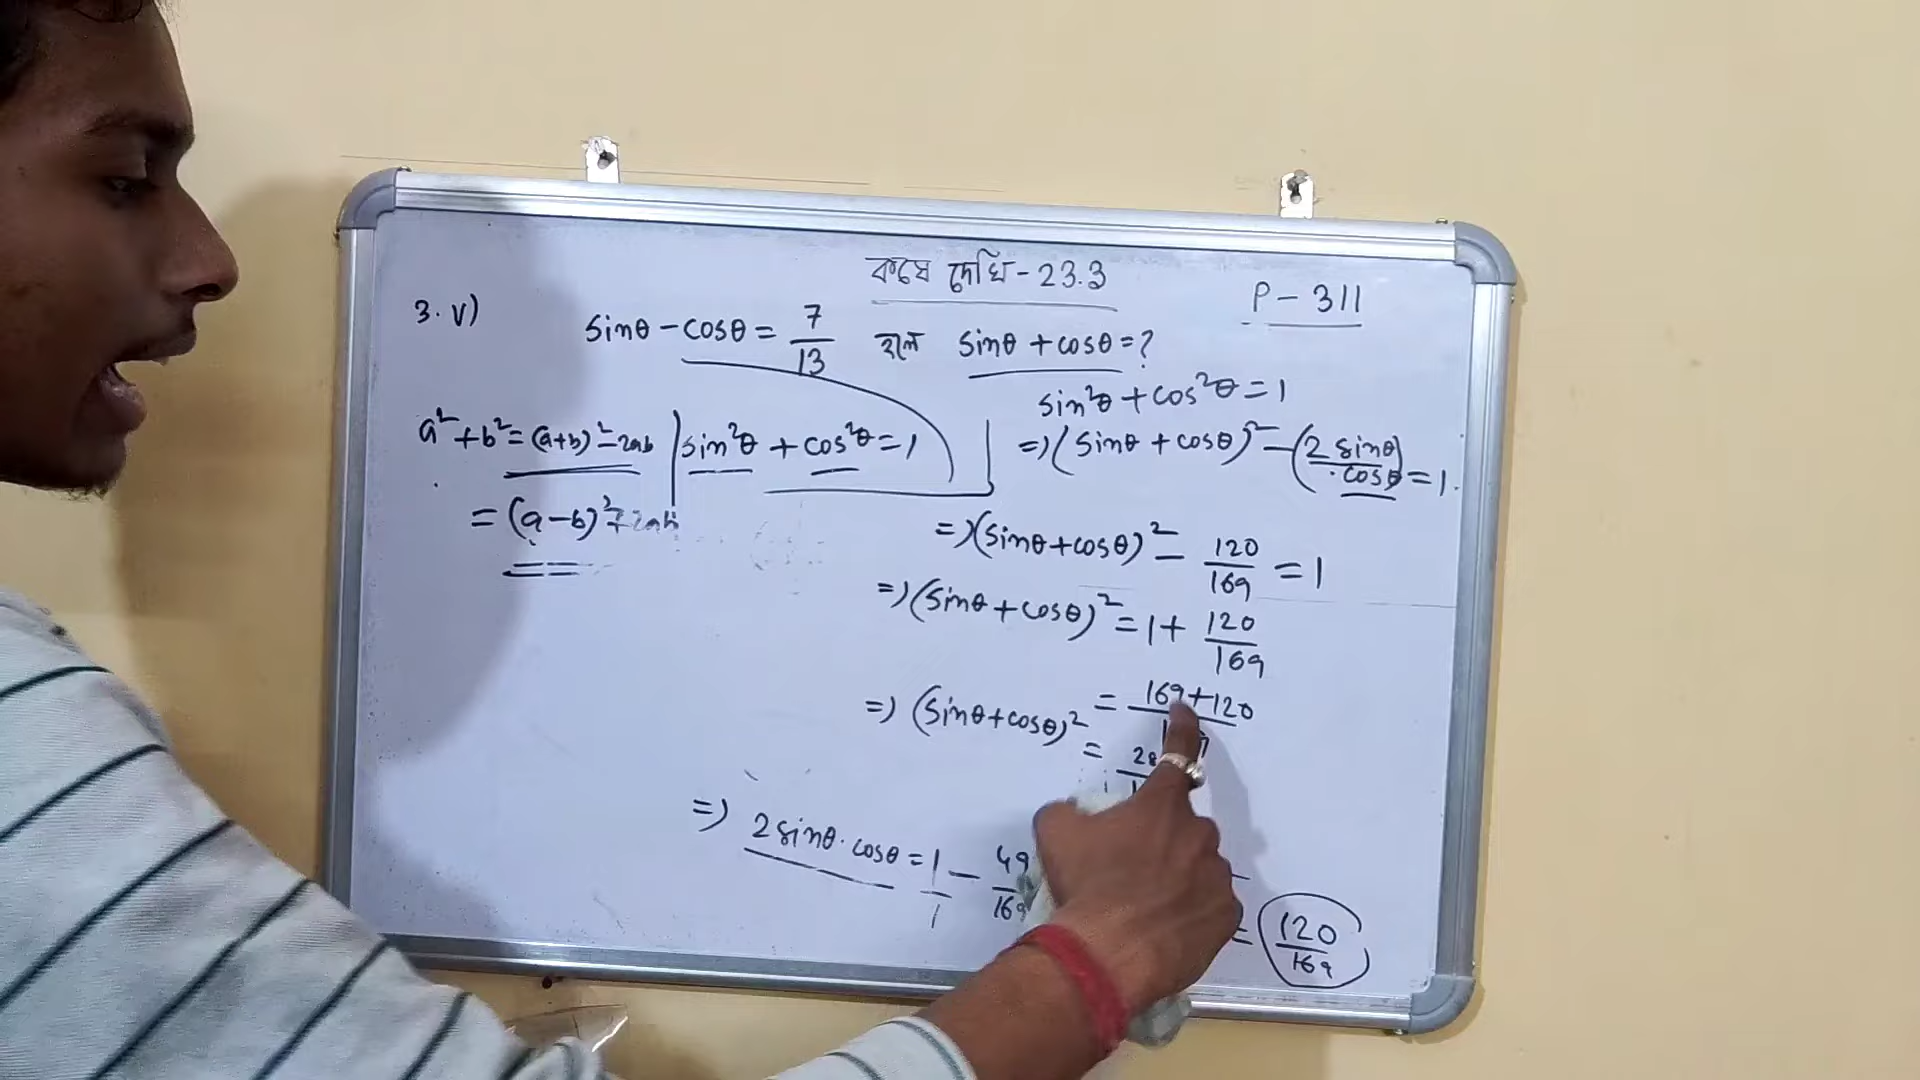 কষে দেখি - 23.3
P - 311
3. v)
sinθ - cosθ = 7/13 হলে sinθ + cosθ = ?
sin²θ + cos²θ = 1
a² + b² = (a+b)² - 2ab | sin²θ + cos²θ = 1
=) (sinθ + cosθ)² - (2 sinθ · cosθ) = 1.
= (a-b)² + 2ab
=) (sinθ + cosθ)² - 120/169 = 1
=) (sinθ + cosθ)² = 1 + 120/169
=) (sinθ + cosθ)² = 169 + 120
=
=) 2 sinθ · cosθ = 1/1 - 49/169
= 120/169